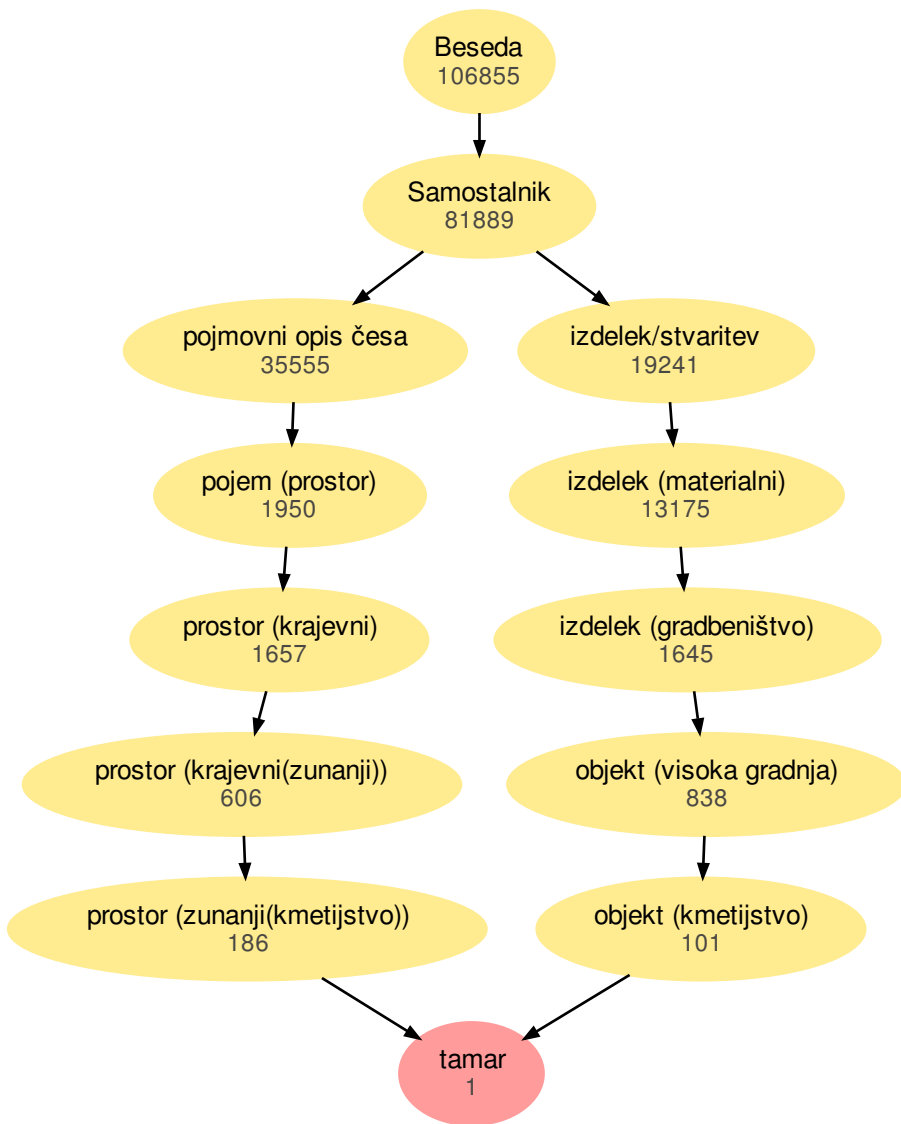 Beseda
106855
Samostalnik
81889
pojmovni opis česa
35555
izdelek/stvaritev
19241
pojem (prostor)
1950
izdelek (materialni)
13175
prostor (krajevni)
1657
izdelek (gradbeništvo)
1645
prostor (krajevni(zunanji))
606
objekt (visoka gradnja)
838
prostor (zunanji(kmetijstvo))
186
objekt (kmetijstvo)
101
tamar
1